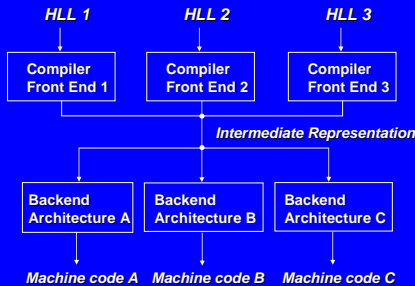 HLL 1 HLL 2 HLL 3
Compiler Compiler Compiler
Front End 1 Front End 2 Front End 3
Intermediate Representation
Backend Backend Backend
Architecture A Architecture B Architecture C
Machine code A Machine code B Machine code C